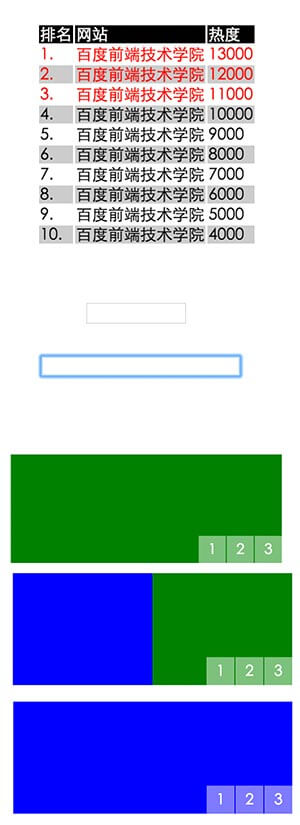 排名 网站 热度
1. 百度前端技术学院 13000
2. 百度前端技术学院 12000
3. 百度前端技术学院 11000
4. 百度前端技术学院 10000
5. 百度前端技术学院 9000
6. 百度前端技术学院 8000
7. 百度前端技术学院 7000
8. 百度前端技术学院 6000
9. 百度前端技术学院 5000
10. 百度前端技术学院 4000
1 2 3
1 2 3
1 2 3